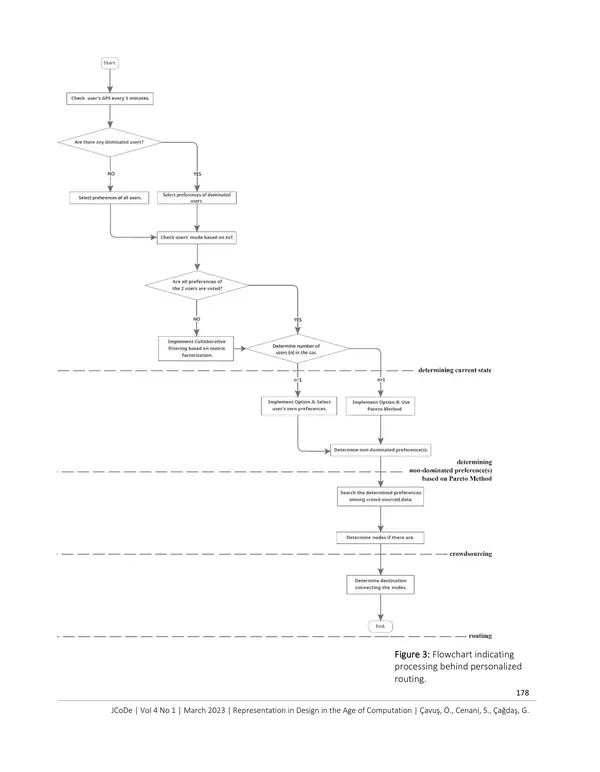 Start.
Check user's GPS every 5 minutes.
Are there any dominated users?
NO
YES
Select preferences of all users.
Select preferences of dominated
users.
Check users' mode based on IoT.
Are all preferences of
the 2 users are voted?
NO
YES
Implement Collaborative
filtering based on matrix
factorization.
Determine number of
users (n) in the car.
determining current state
n=1
n>1
Implement Option A: Select
user's own preferences.
Implement Option B: Use
Pareto Method
Determine non-dominated preference(s).
determining
non-dominated preference(s)
based on Pareto Method
Search the determined preferences
among crowd-sourced data.
Determine nodes if there are.
crowdsourcing
Determine destination
connecting the nodes.
End.
routiing
Figure 3: Flowchart indicating
processing behind personalized
routing.
178
JCoDe | Vol 4 No 1 | March 2023 | Representation in Design in the Age of Computation | Çavuş, Ö., Cenani, S., Çağdaş, G.